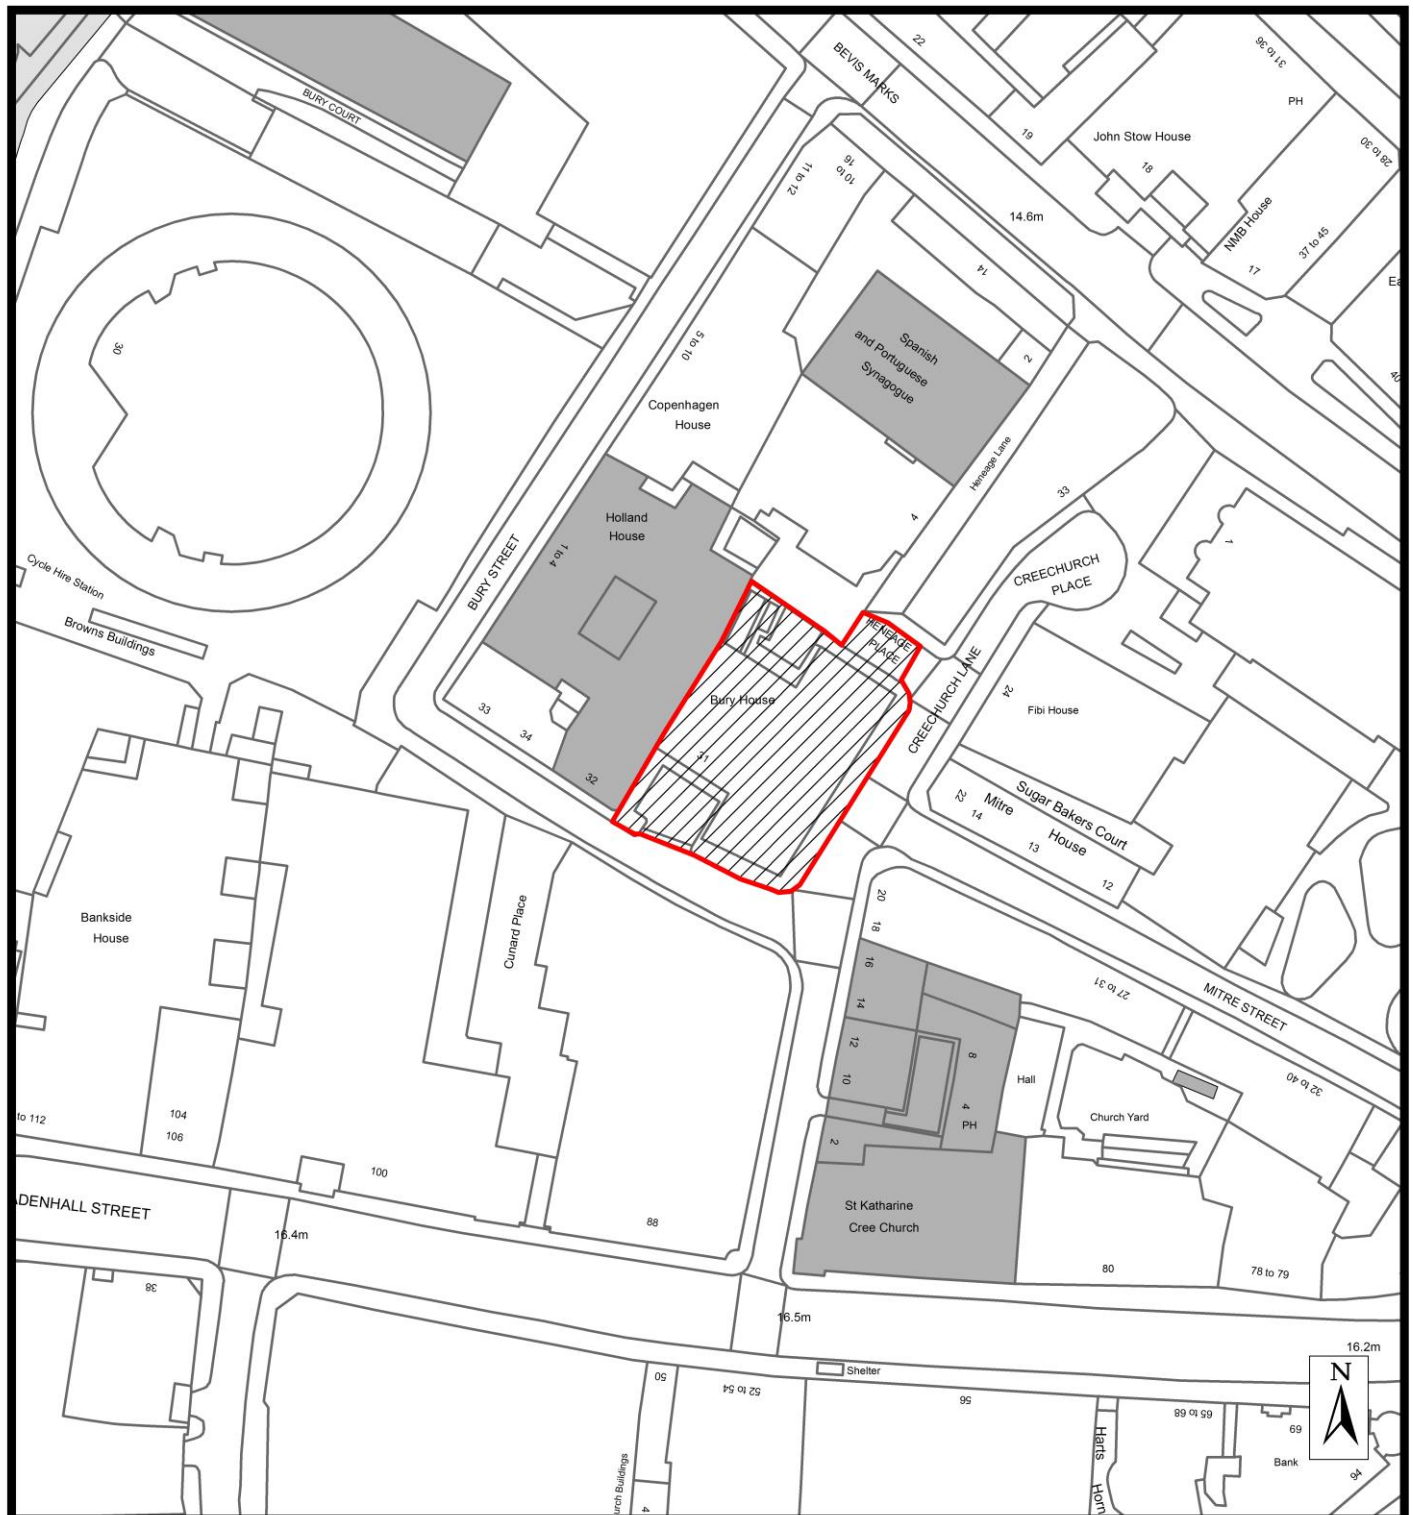 BEVIS MARKS
22
31 to 36
PH
19
John Stow House
18
28 to 30
BURY COURT
10 to
16
11 to 12
14.6m
NMB House
37 to 45
17
14
Ea
Spanish
and Portuguese
Synagogue
2
30
5 to 10
40
Copenhagen
House
Heneage Lane
33
Holland
House
4
1 to 4
7
BURY STREET
CREECHURCH
PLACE
Cycle Hire Station
Browns Buildings
HENEAGE
PLACE
Bury House
CREECHURCH LANE
24
Fibi House
33
34
31
32
Sugar Bakers Court
22
Mitre
House
14
13
12
20
18
Bankside
House
Cunard Place
16
14
12
10
27 to 31
MITRE STREET
8
Hall
4
PH
32 to 40
Church Yard
to 112
104
106
2
100
ADENHALL STREET
St Katharine
Cree Church
88
16.4m
80
78 to 79
38
16.5m
16.2m
Shelter
N
50
52 to 54
56
65 to 68
69
Bank
94
Harts
Horn
urch Buildings
4